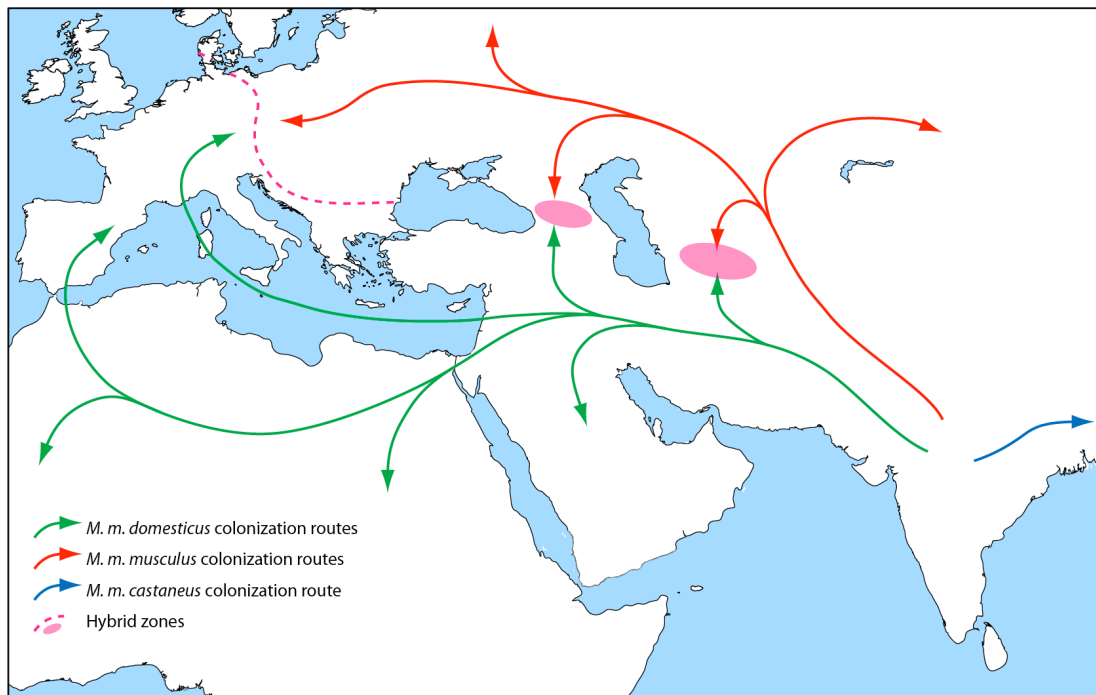 M. m. domesticus colonization routes
M. m. musculus colonization routes
M. m. castaneus colonization route
Hybrid zones